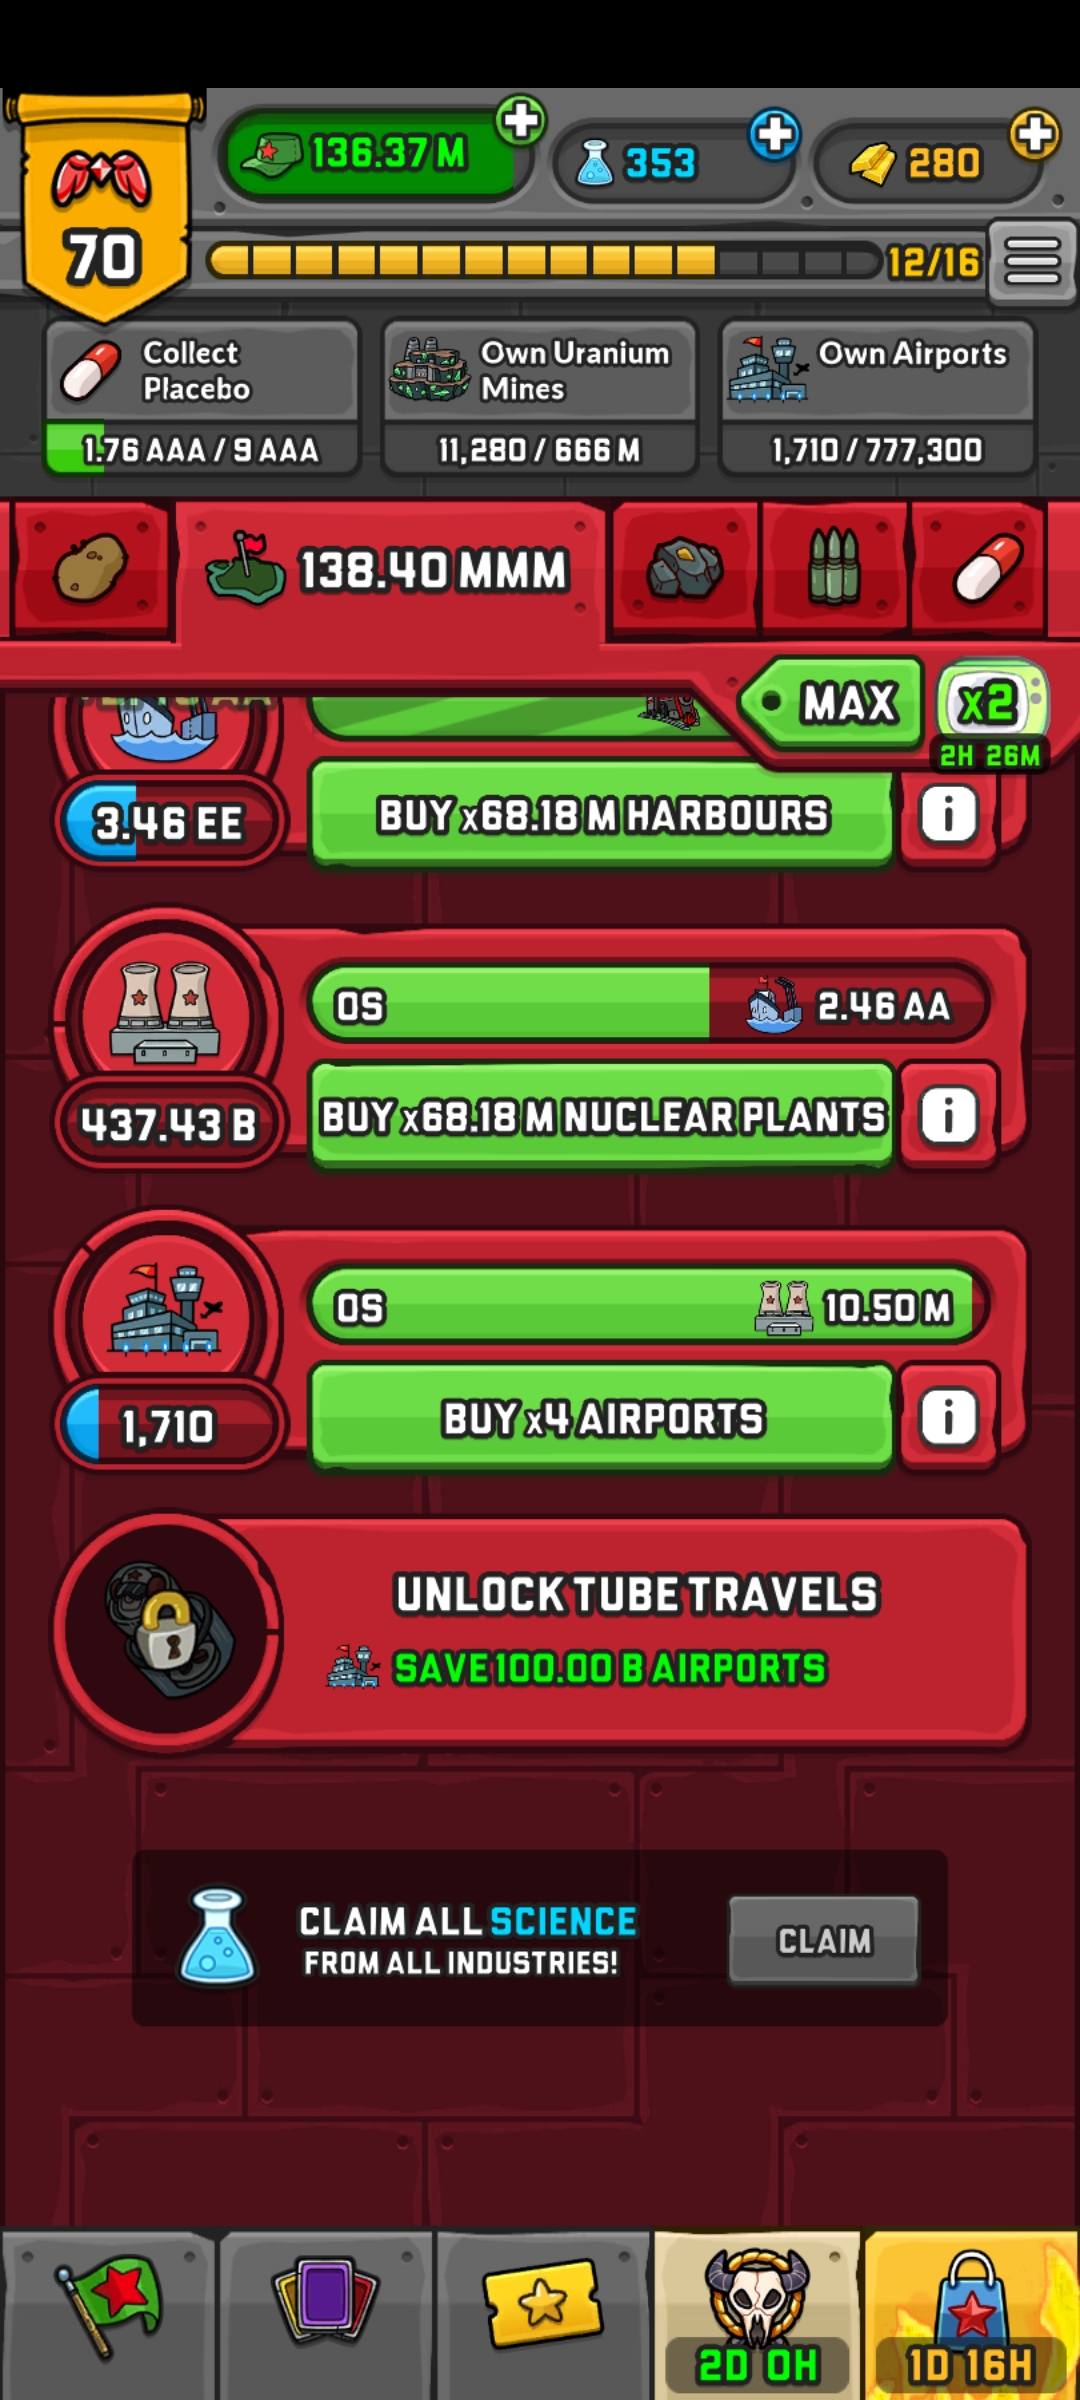 136.37 M
353
280
70
12/16
Collect
Placebo
Own Uranium
Mines
Own Airports
1.76 AAA / 9 AAA
11,280 / 666 M
1,710 / 777,300
138.40 MMM
MAX
x2
2H 26M
3.46 EE
BUY x68.18 M HARBOURS
i
0S
2.46 AA
437.43 B
BUY x68.18 M NUCLEAR PLANTS
i
0S
10.50 M
1,710
BUY x4 AIRPORTS
i
UNLOCK TUBE TRAVELS
SAVE 100.00 B AIRPORTS
CLAIM ALL SCIENCE
FROM ALL INDUSTRIES!
CLAIM
2D 0H
1D 16H